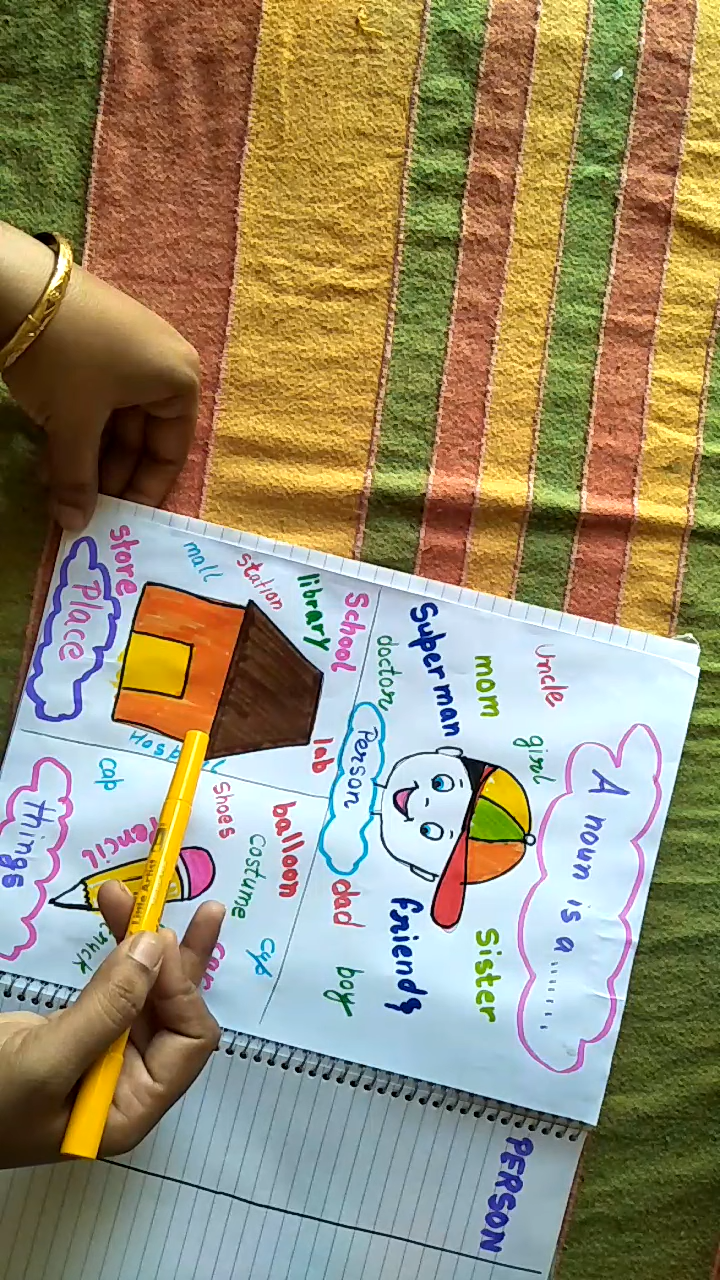 A noun is a.......
uncle
girl
mom
Sister
Superman
friends
doctor
Person
dad
boy
School
lab
library
station
mall
store
Place
Shoes
balloon
costume
cup
cap
Pencil
things
PERSON